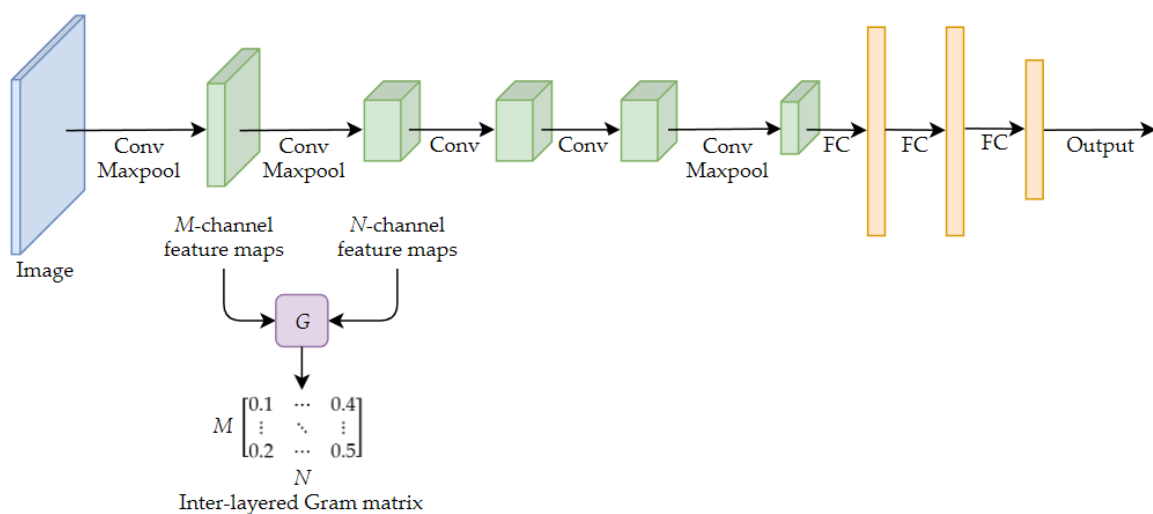 Conv
Maxpool
Conv
Maxpool
Conv
Conv
Conv
Maxpool
FC
FC
FC
Output
Image
M-channel
feature maps
N-channel
feature maps
G
M
[0.1 ⋯ 0.4]
⋮ ⋱ ⋮
[0.2 ⋯ 0.5]
N
Inter-layered Gram matrix